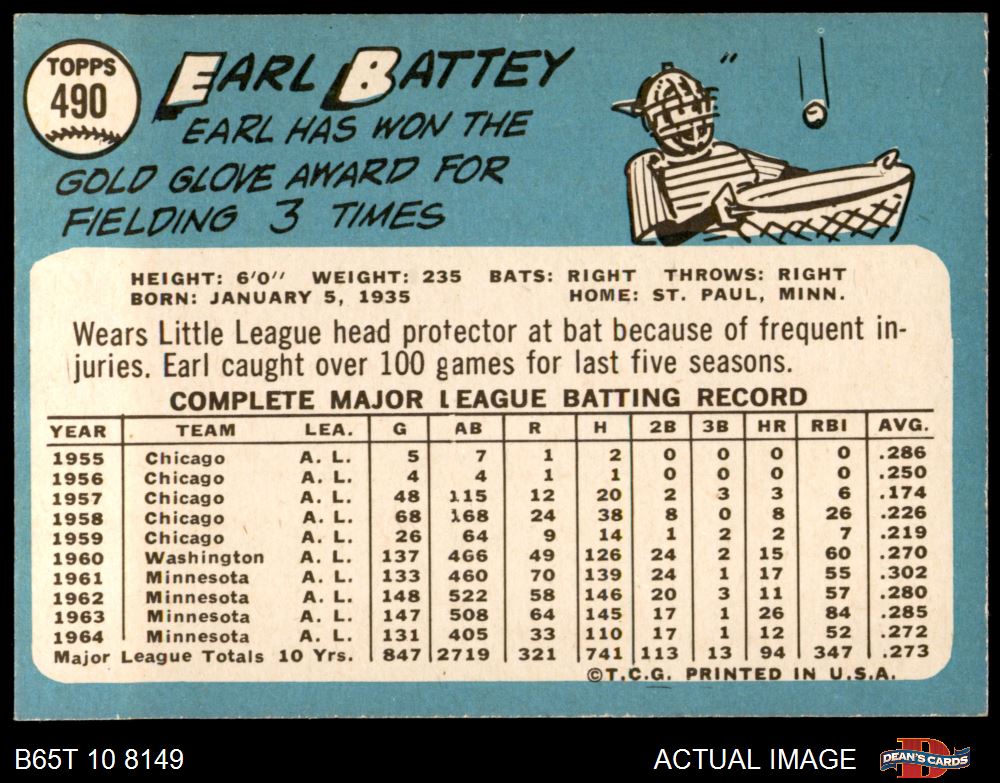 TOPPS
490
EARL BATTEY
EARL HAS WON THE
GOLD GLOVE AWARD FOR
FIELDING 3 TIMES
HEIGHT: 6'0" WEIGHT: 235 BATS: RIGHT THROWS: RIGHT
BORN: JANUARY 5, 1935 HOME: ST. PAUL, MINN.
Wears Little League head protector at bat because of frequent in-
juries. Earl caught over 100 games for last five seasons.
COMPLETE MAJOR LEAGUE BATTING RECORD
YEAR TEAM LEA. G AB R H 2B 3B HR RBI AVG.
1955 Chicago A. L. 5 7 1 2 0 0 0 0 .286
1956 Chicago A. L. 4 4 1 1 0 0 0 0 .250
1957 Chicago A. L. 48 115 12 20 2 3 3 6 .174
1958 Chicago A. L. 68 168 24 38 8 0 8 26 .226
1959 Chicago A. L. 26 64 9 14 1 2 2 7 .219
1960 Washington A. L. 137 466 49 126 24 2 15 60 .270
1961 Minnesota A. L. 133 460 70 139 24 1 17 55 .302
1962 Minnesota A. L. 148 522 58 146 20 3 11 57 .280
1963 Minnesota A. L. 147 508 64 145 17 1 26 84 .285
1964 Minnesota A. L. 131 405 33 110 17 1 12 52 .272
Major League Totals 10 Yrs. 847 2719 321 741 113 13 94 347 .273
©T.C.G. PRINTED IN U.S.A.
B65T 10 8149 ACTUAL IMAGE DEAN'S CARDS